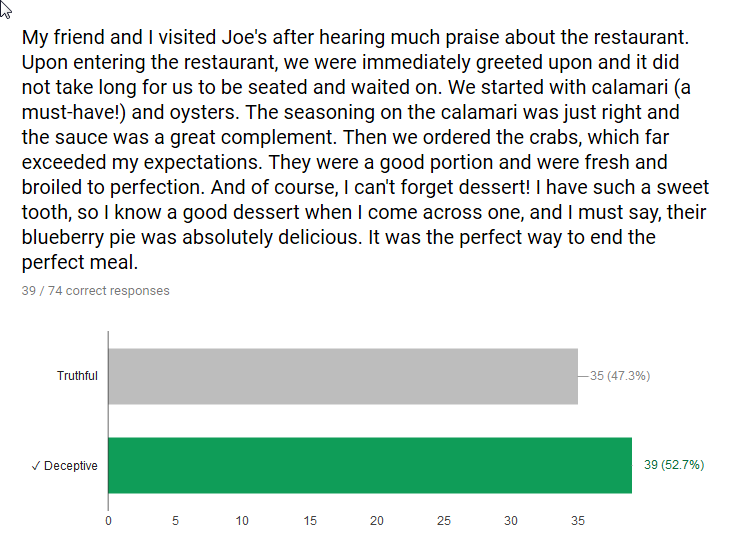 My friend and I visited Joe's after hearing much praise about the restaurant.
Upon entering the restaurant, we were immediately greeted upon and it did
not take long for us to be seated and waited on. We started with calamari (a
must-have!) and oysters. The seasoning on the calamari was just right and
the sauce was a great complement. Then we ordered the crabs, which far
exceeded my expectations. They were a good portion and were fresh and
broiled to perfection. And of course, I can't forget dessert! I have such a sweet
tooth, so I know a good dessert when I come across one, and I must say, their
blueberry pie was absolutely delicious. It was the perfect way to end the
perfect meal.
39 / 74 correct responses
Truthful
35 (47.3%)
✓ Deceptive
39 (52.7%)
0 5 10 15 20 25 30 35